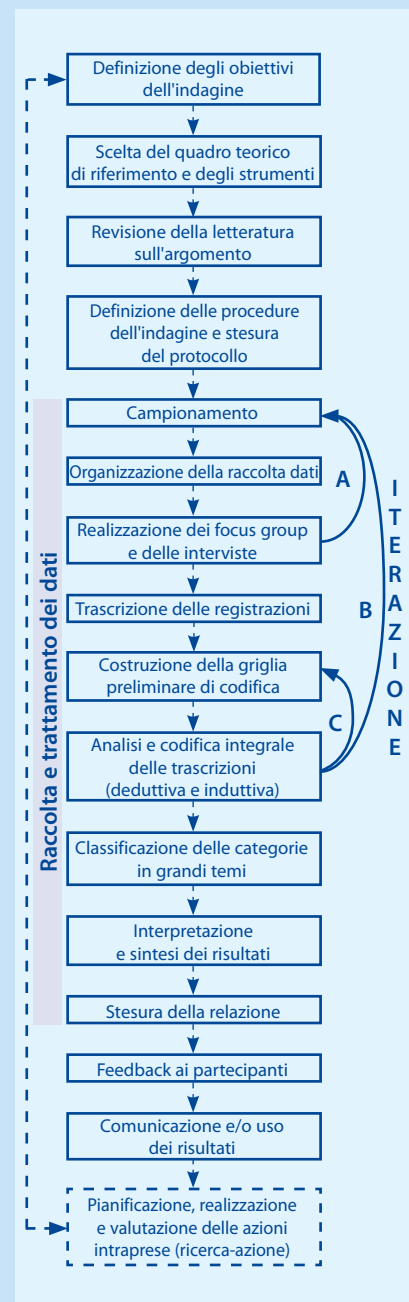 Definizione degli obiettivi
dell'indagine
Scelta del quadro teorico
di riferimento e degli strumenti
Revisione della letteratura
sull'argomento
Definizione delle procedure
dell'indagine e stesura
del protocollo
Campionamento
Organizzazione della raccolta dati
Realizzazione dei focus group
e delle interviste
Trascrizione delle registrazioni
Costruzione della griglia
preliminare di codifica
Analisi e codifica integrale
delle trascrizioni
(deduttiva e induttiva)
Classificazione delle categorie
in grandi temi
Interpretazione
e sintesi dei risultati
Stesura della relazione
Feedback ai partecipanti
Comunicazione e/o uso
dei risultati
Pianificazione, realizzazione
e valutazione delle azioni
intraprese (ricerca-azione)
Raccolta e trattamento dei dati
A
B
C
ITERAZIONE